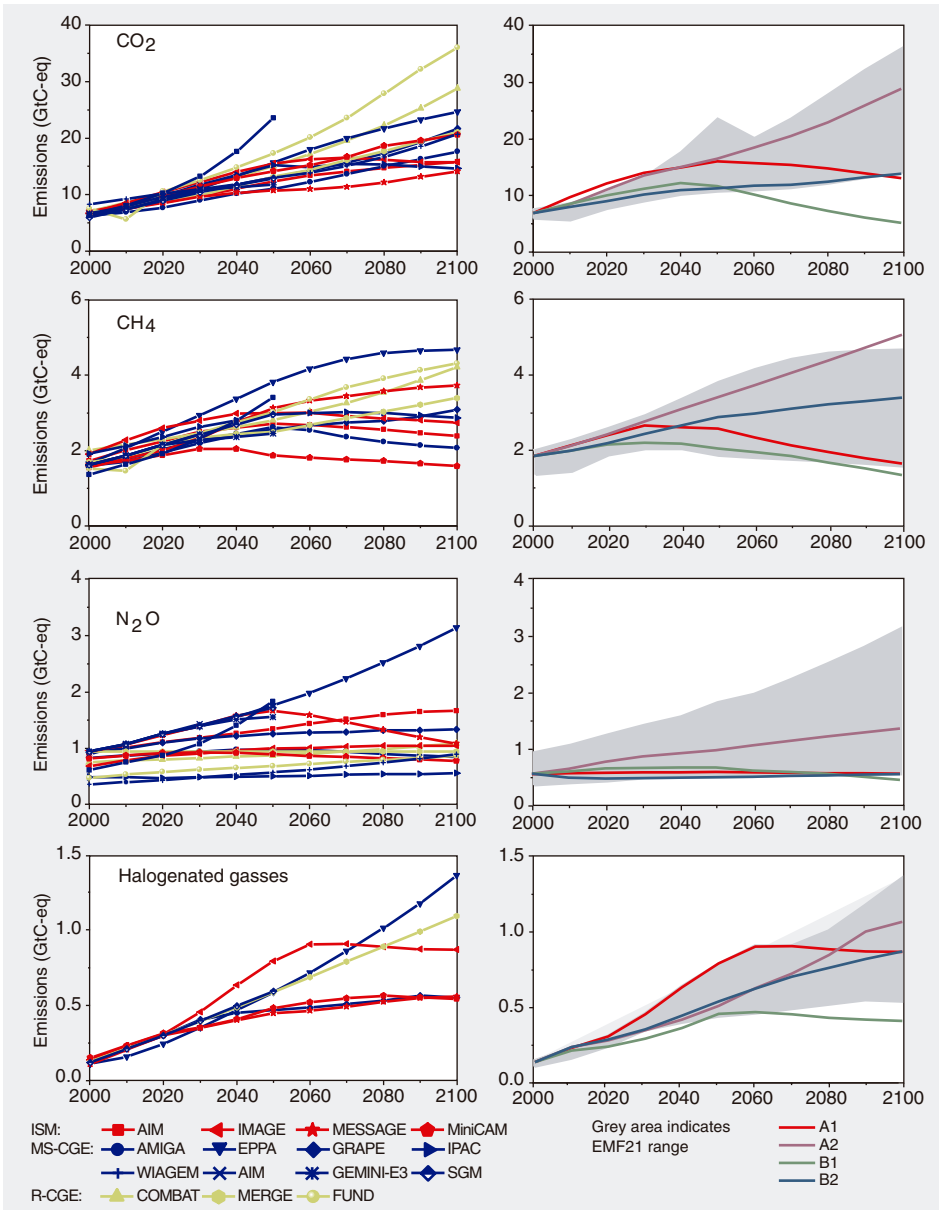 CO2
Emissions (GtC-eq)
40
30
20
10
0
2000 2020 2040 2060 2080 2100
40
30
20
10
0
2000 2020 2040 2060 2080 2100
CH4
Emissions (GtC-eq)
6
4
2
0
2000 2020 2040 2060 2080 2100
6
4
2
0
2000 2020 2040 2060 2080 2100
N2O
Emissions (GtC-eq)
4
3
2
1
0
2000 2020 2040 2060 2080 2100
4
3
2
1
0
2000 2020 2040 2060 2080 2100
Halogenated gasses
Emissions (GtC-eq)
1.5
1.0
0.5
0.0
2000 2020 2040 2060 2080 2100
1.5
1.0
0.5
0.0
2000 2020 2040 2060 2080 2100
ISM: AIM IMAGE MESSAGE MiniCAM
MS-CGE: AMIGA EPPA GRAPE IPAC
WIAGEM AIM GEMINI-E3 SGM
R-CGE: COMBAT MERGE FUND
Grey area indicates
EMF21 range
A1
A2
B1
B2